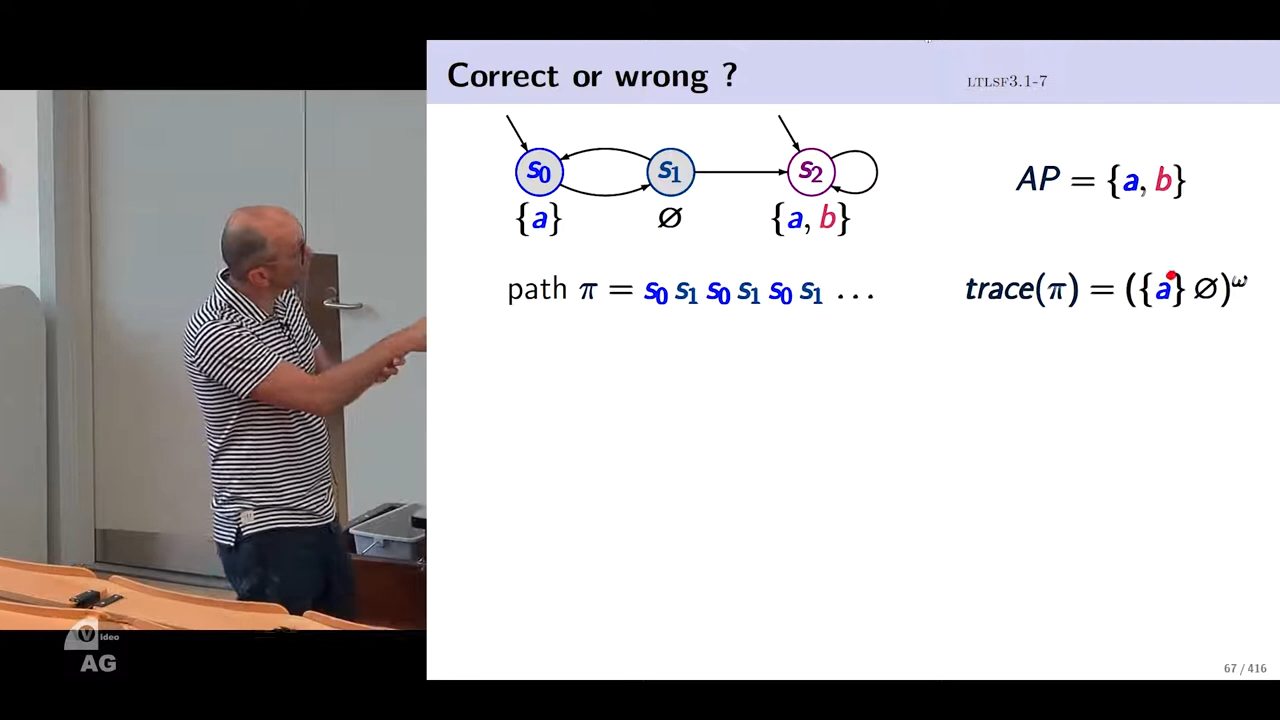 Correct or wrong ?
LTLSF3.1-7
s₀ s₁ s₂
{a} ∅ {a, b}
AP = {a, b}
path π = s₀ s₁ s₀ s₁ s₀ s₁ …
trace(π) = ({a} ∅)^ω
Video
AG
67 / 416